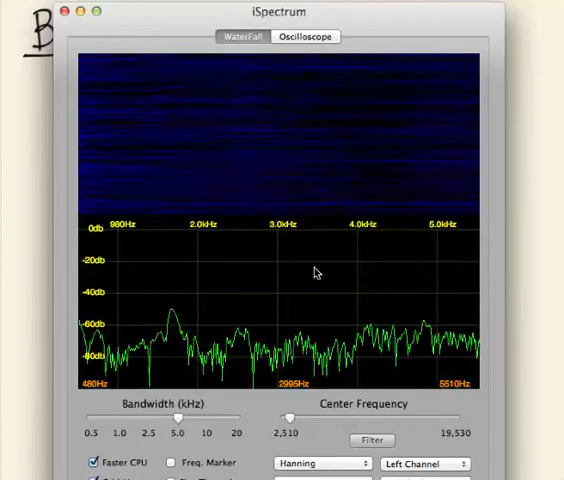 B
iSpectrum
WaterFall Oscilloscope
0db 980Hz 2.0kHz 3.0kHz 4.0kHz 5.0kHz
-20db
-40db
-60db
-80db
480Hz 2995Hz 5510Hz
Bandwidth (kHz) Center Frequency
0.5 1.0 2.5 5.0 10 20 2,510 19,530
Filter
Faster CPU Freq. Marker Hanning Left Channel